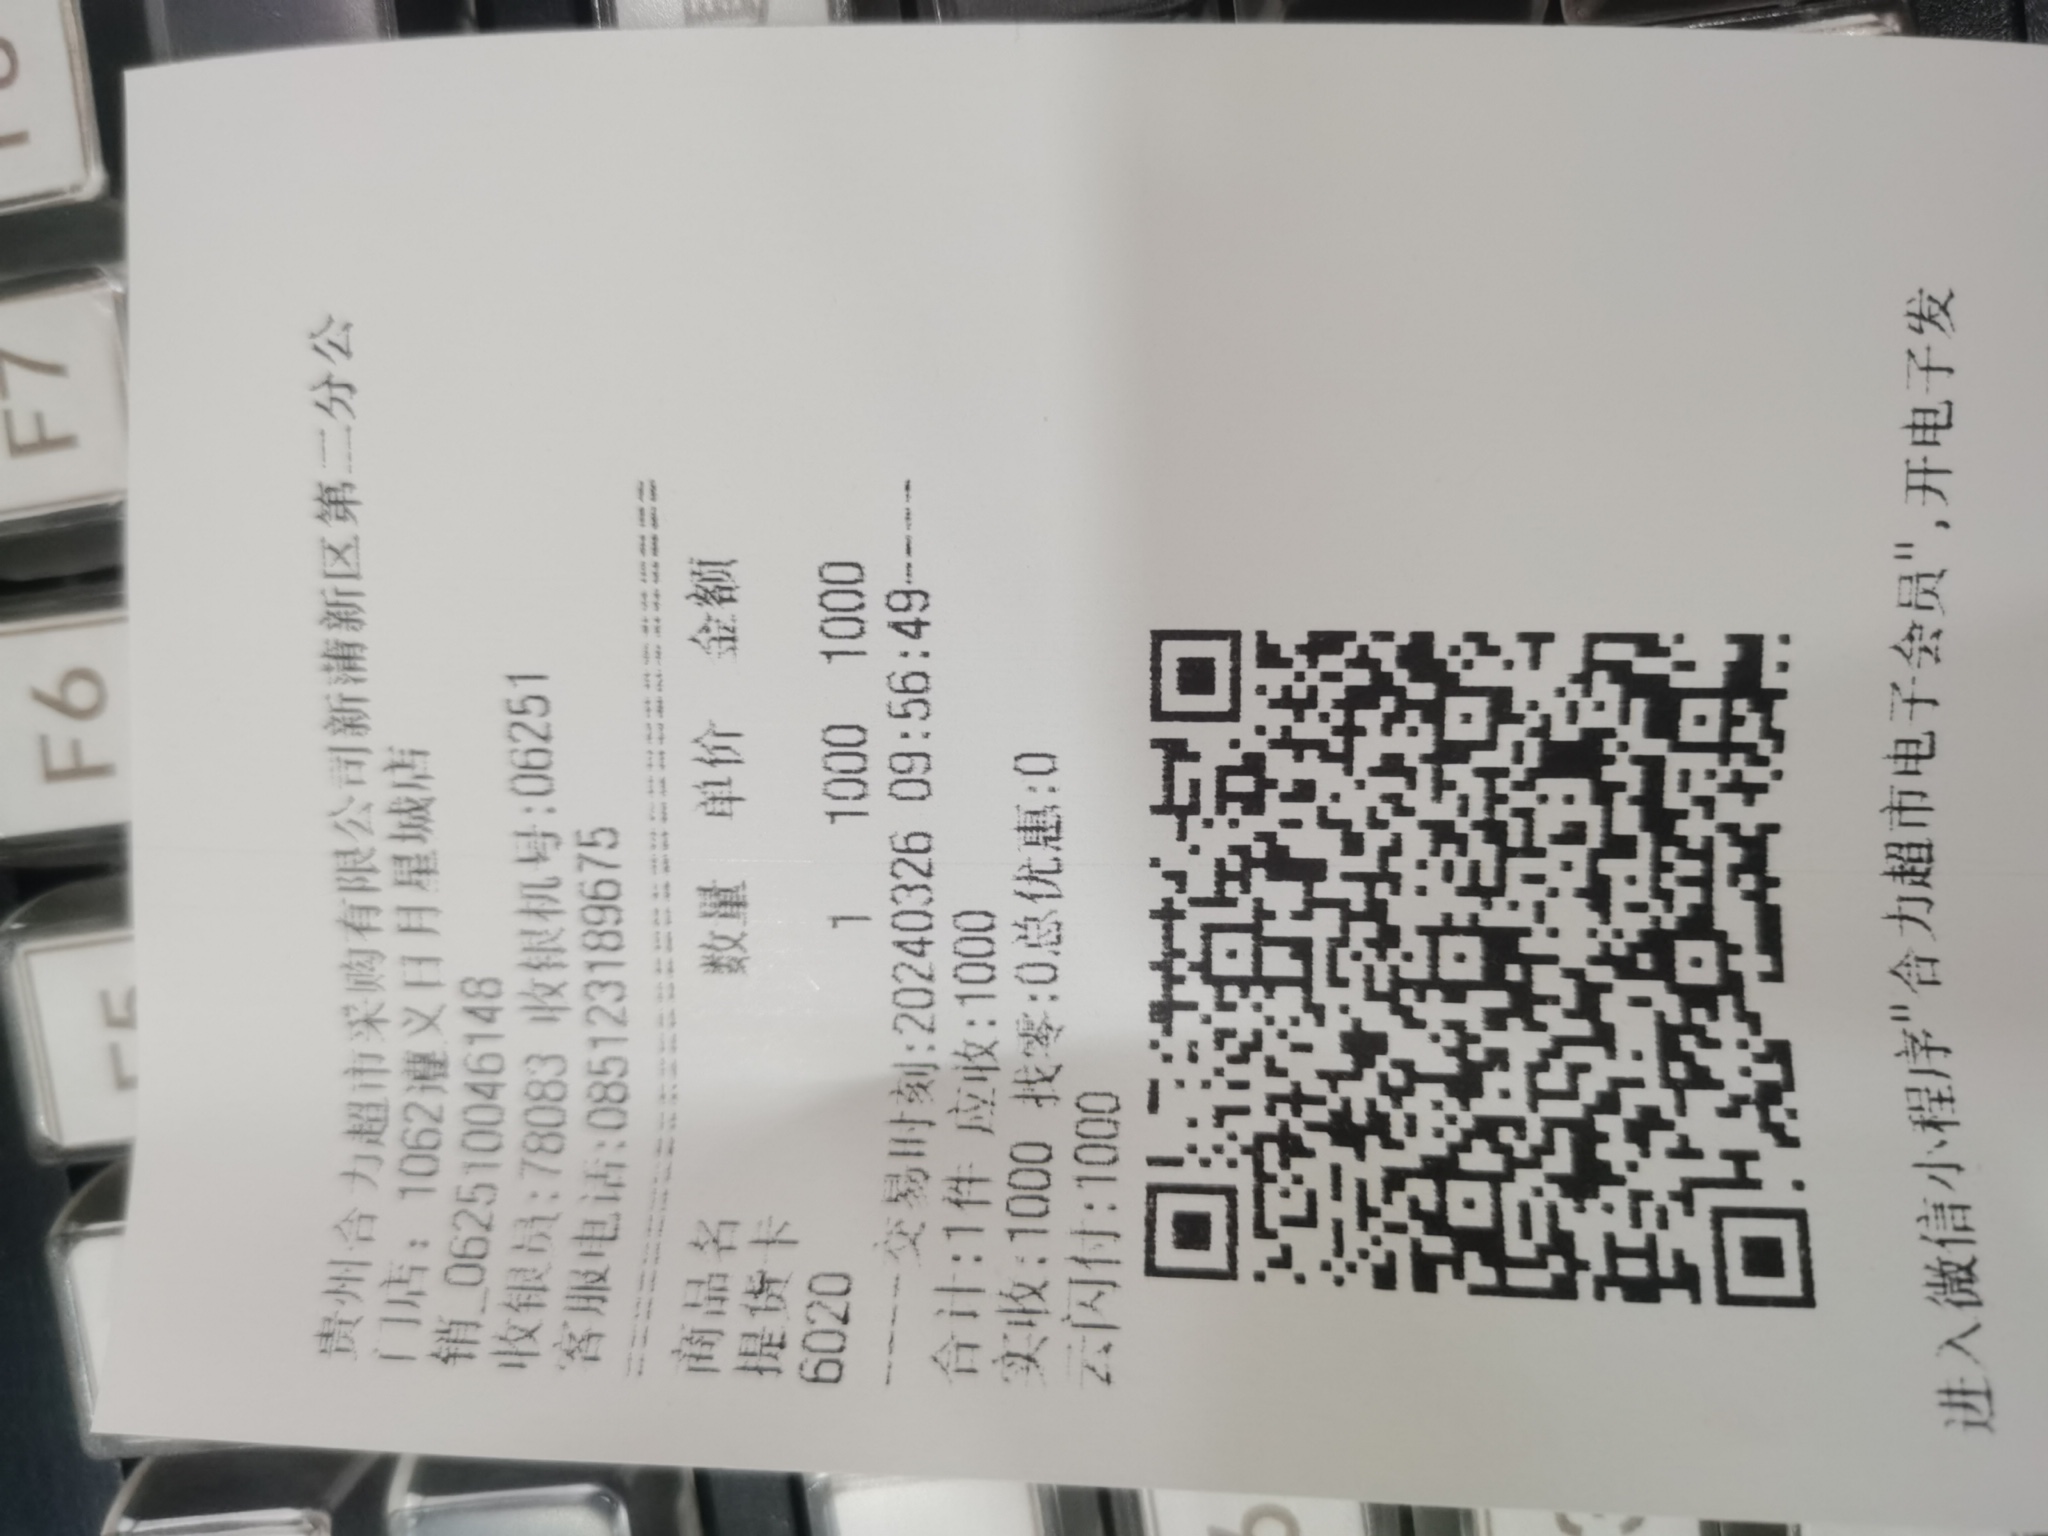 贵州合力超市采购有限公司新蒲新区第二分公
门店: 1062遵义日月星城店
销_062510046148
收银员:78083 收银机号:06251
客服电话:085123189675
==================================
商品名 数量 单价 金额
提货卡
6020 1 1000 1000
-----交易时刻:20240326 09:56:49-----
合计:1件 应收:1000
实收:1000 找零:0总优惠:0
云闪付:1000
进入微信小程序"合力超市电子会员",开电子发
F7
F6
F5